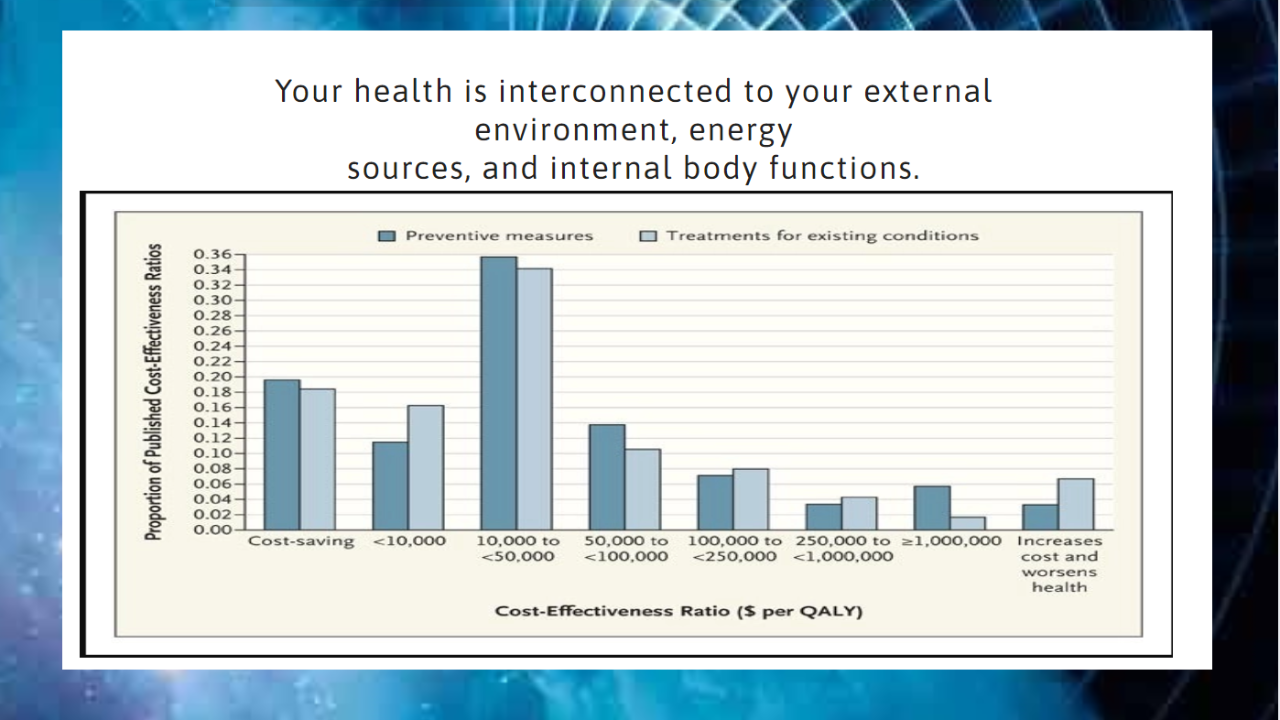 Your health is interconnected to your external
environment, energy
sources, and internal body functions.
Preventive measures
Treatments for existing conditions
Proportion of Published Cost-Effectiveness Ratios
0.36
0.34
0.32
0.30
0.28
0.26
0.24
0.22
0.20
0.18
0.16
0.14
0.12
0.10
0.08
0.06
0.04
0.02
0.00
Cost-saving
<10,000
10,000 to
<50,000
50,000 to
<100,000
100,000 to
<250,000
250,000 to
<1,000,000
≥1,000,000
Increases
cost and
worsens
health
Cost-Effectiveness Ratio ($ per QALY)